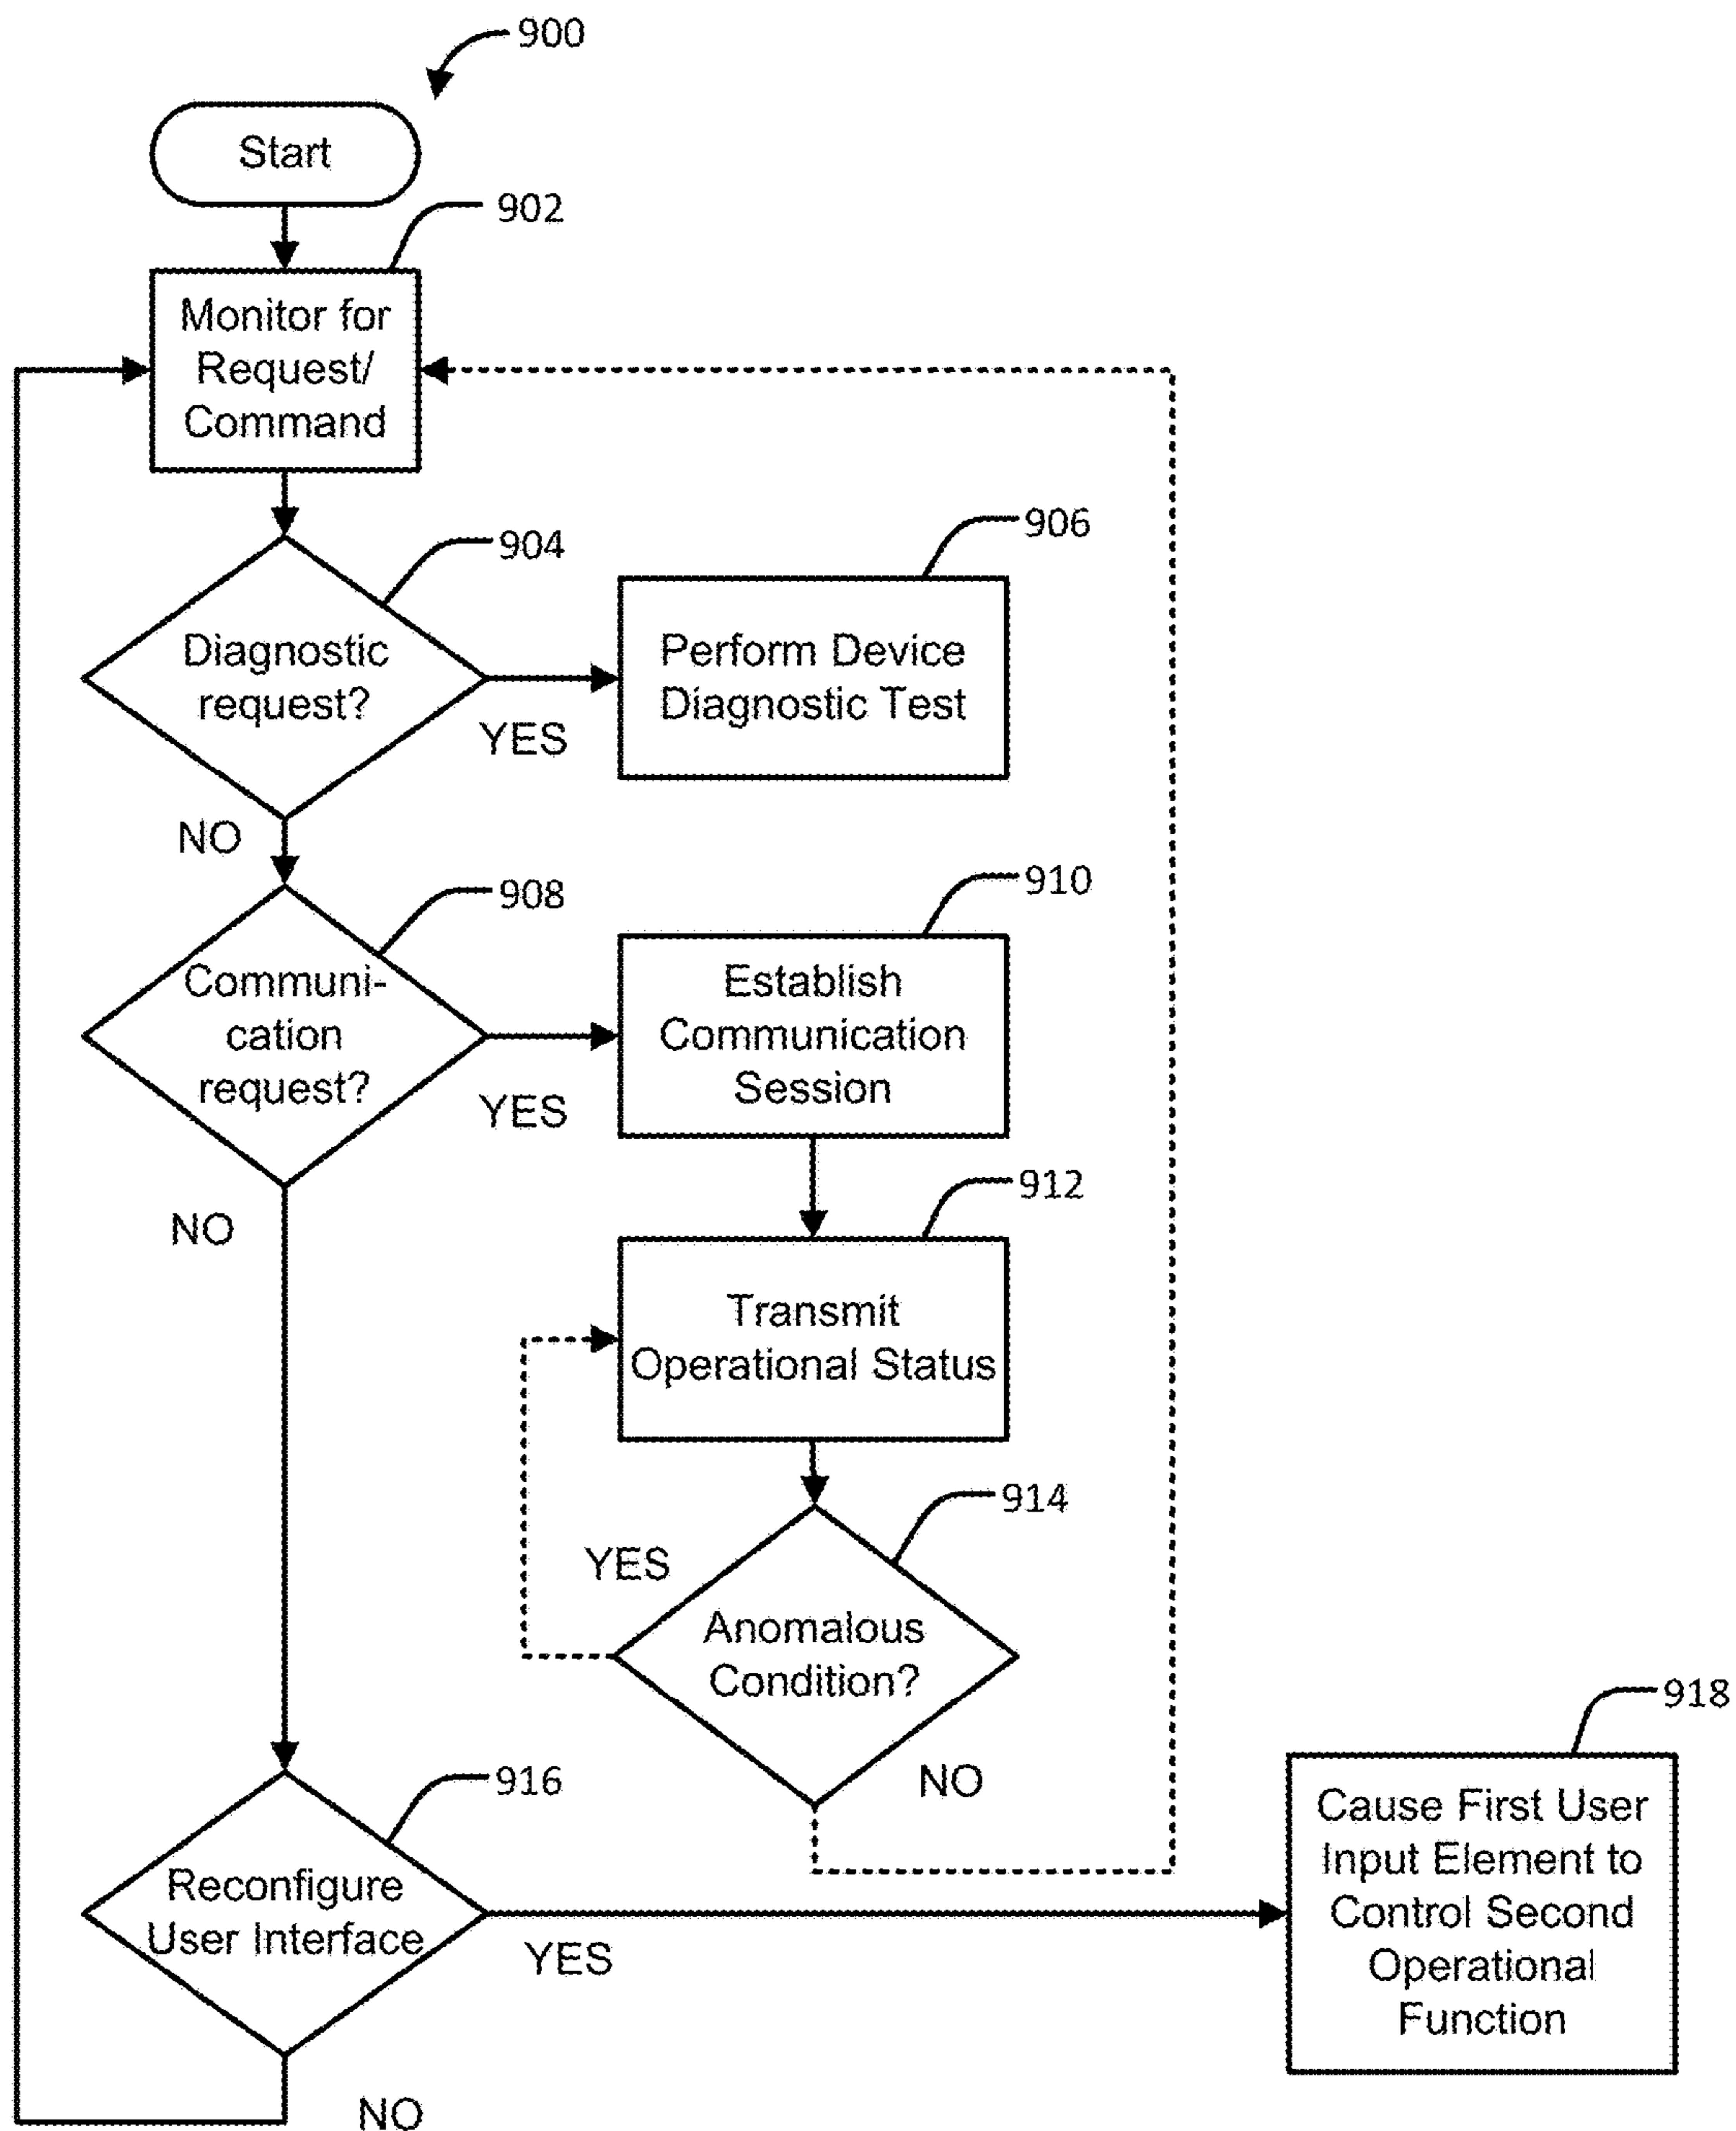 900
Start
902
Monitor for
Request/
Command
904
Diagnostic
request?
YES
NO
906
Perform Device
Diagnostic Test
908
Communi-
cation
request?
YES
NO
910
Establish
Communication
Session
912
Transmit
Operational Status
914
YES
Anomalous
Condition?
NO
916
Reconfigure
User Interface
YES
NO
918
Cause First User
Input Element to
Control Second
Operational
Function